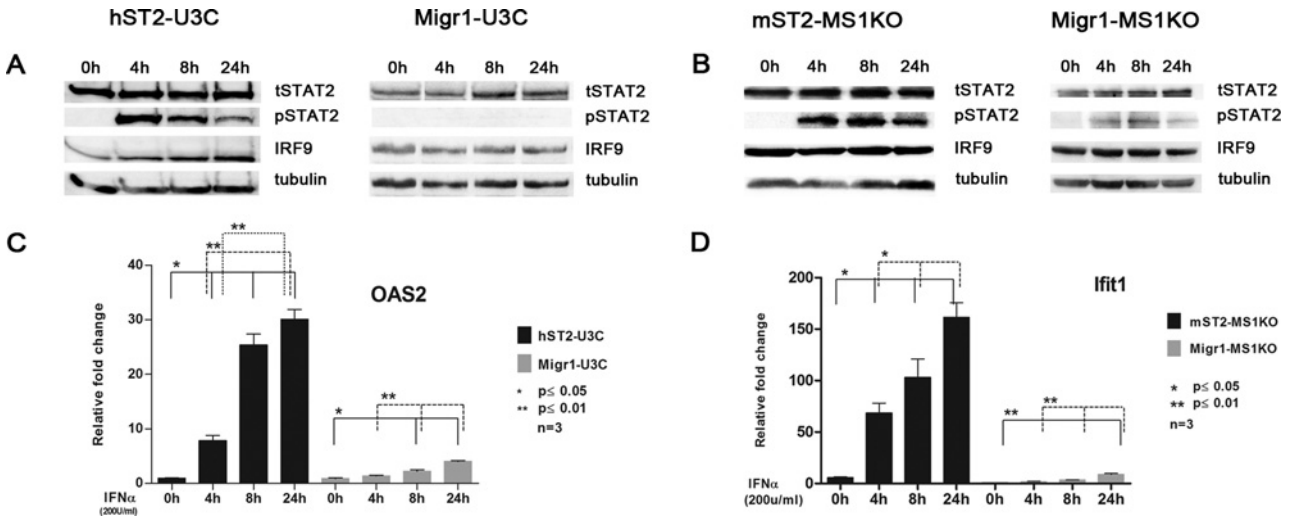 hST2-U3C
Migr1-U3C
mST2-MS1KO
Migr1-MS1KO
A
0h 4h 8h 24h
tSTAT2
pSTAT2
IRF9
tubulin
0h 4h 8h 24h
tSTAT2
pSTAT2
IRF9
tubulin
B
0h 4h 8h 24h
tSTAT2
pSTAT2
IRF9
tubulin
0h 4h 8h 24h
tSTAT2
pSTAT2
IRF9
tubulin
C
OAS2
Relative fold change
40
30
20
10
0
**
**
*
*
**
hST2-U3C
Migr1-U3C
* p≤ 0.05
** p≤ 0.01
n=3
IFNα
(200U/ml)
0h 4h 8h 24h 0h 4h 8h 24h
D
Ifit1
Relative fold change
200
150
100
50
0
*
*
**
**
mST2-MS1KO
Migr1-MS1KO
* p≤ 0.05
** p≤ 0.01
n=3
IFNα
(200u/ml)
0h 4h 8h 24h 0h 4h 8h 24h